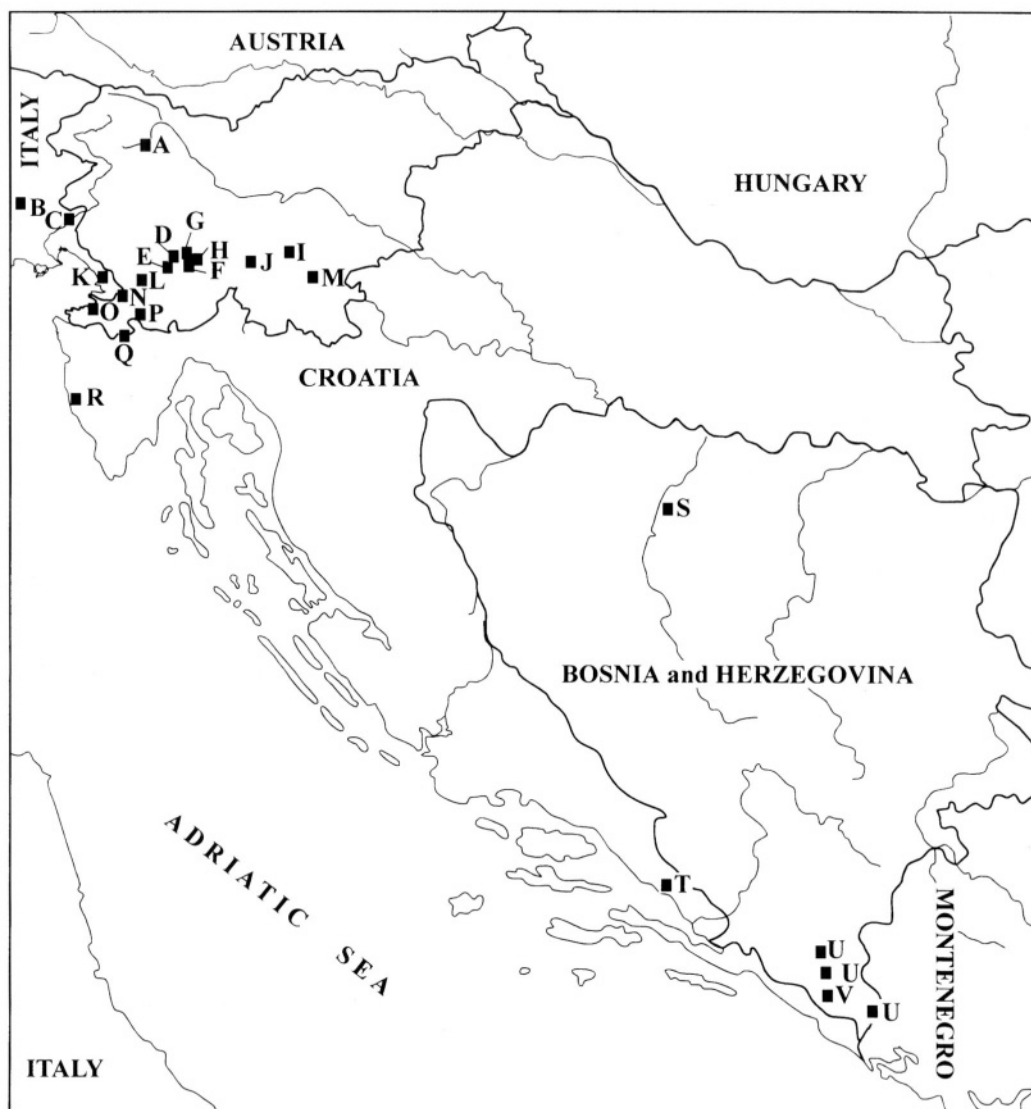 AUSTRIA
ITALY
A
HUNGARY
B
C
G
D
H
E
F
J
I
K
L
M
N
O
P
Q
CROATIA
R
S
BOSNIA and HERZEGOVINA
ADRIATIC SEA
T
MONTENEGRO
U
U
V
U
ITALY